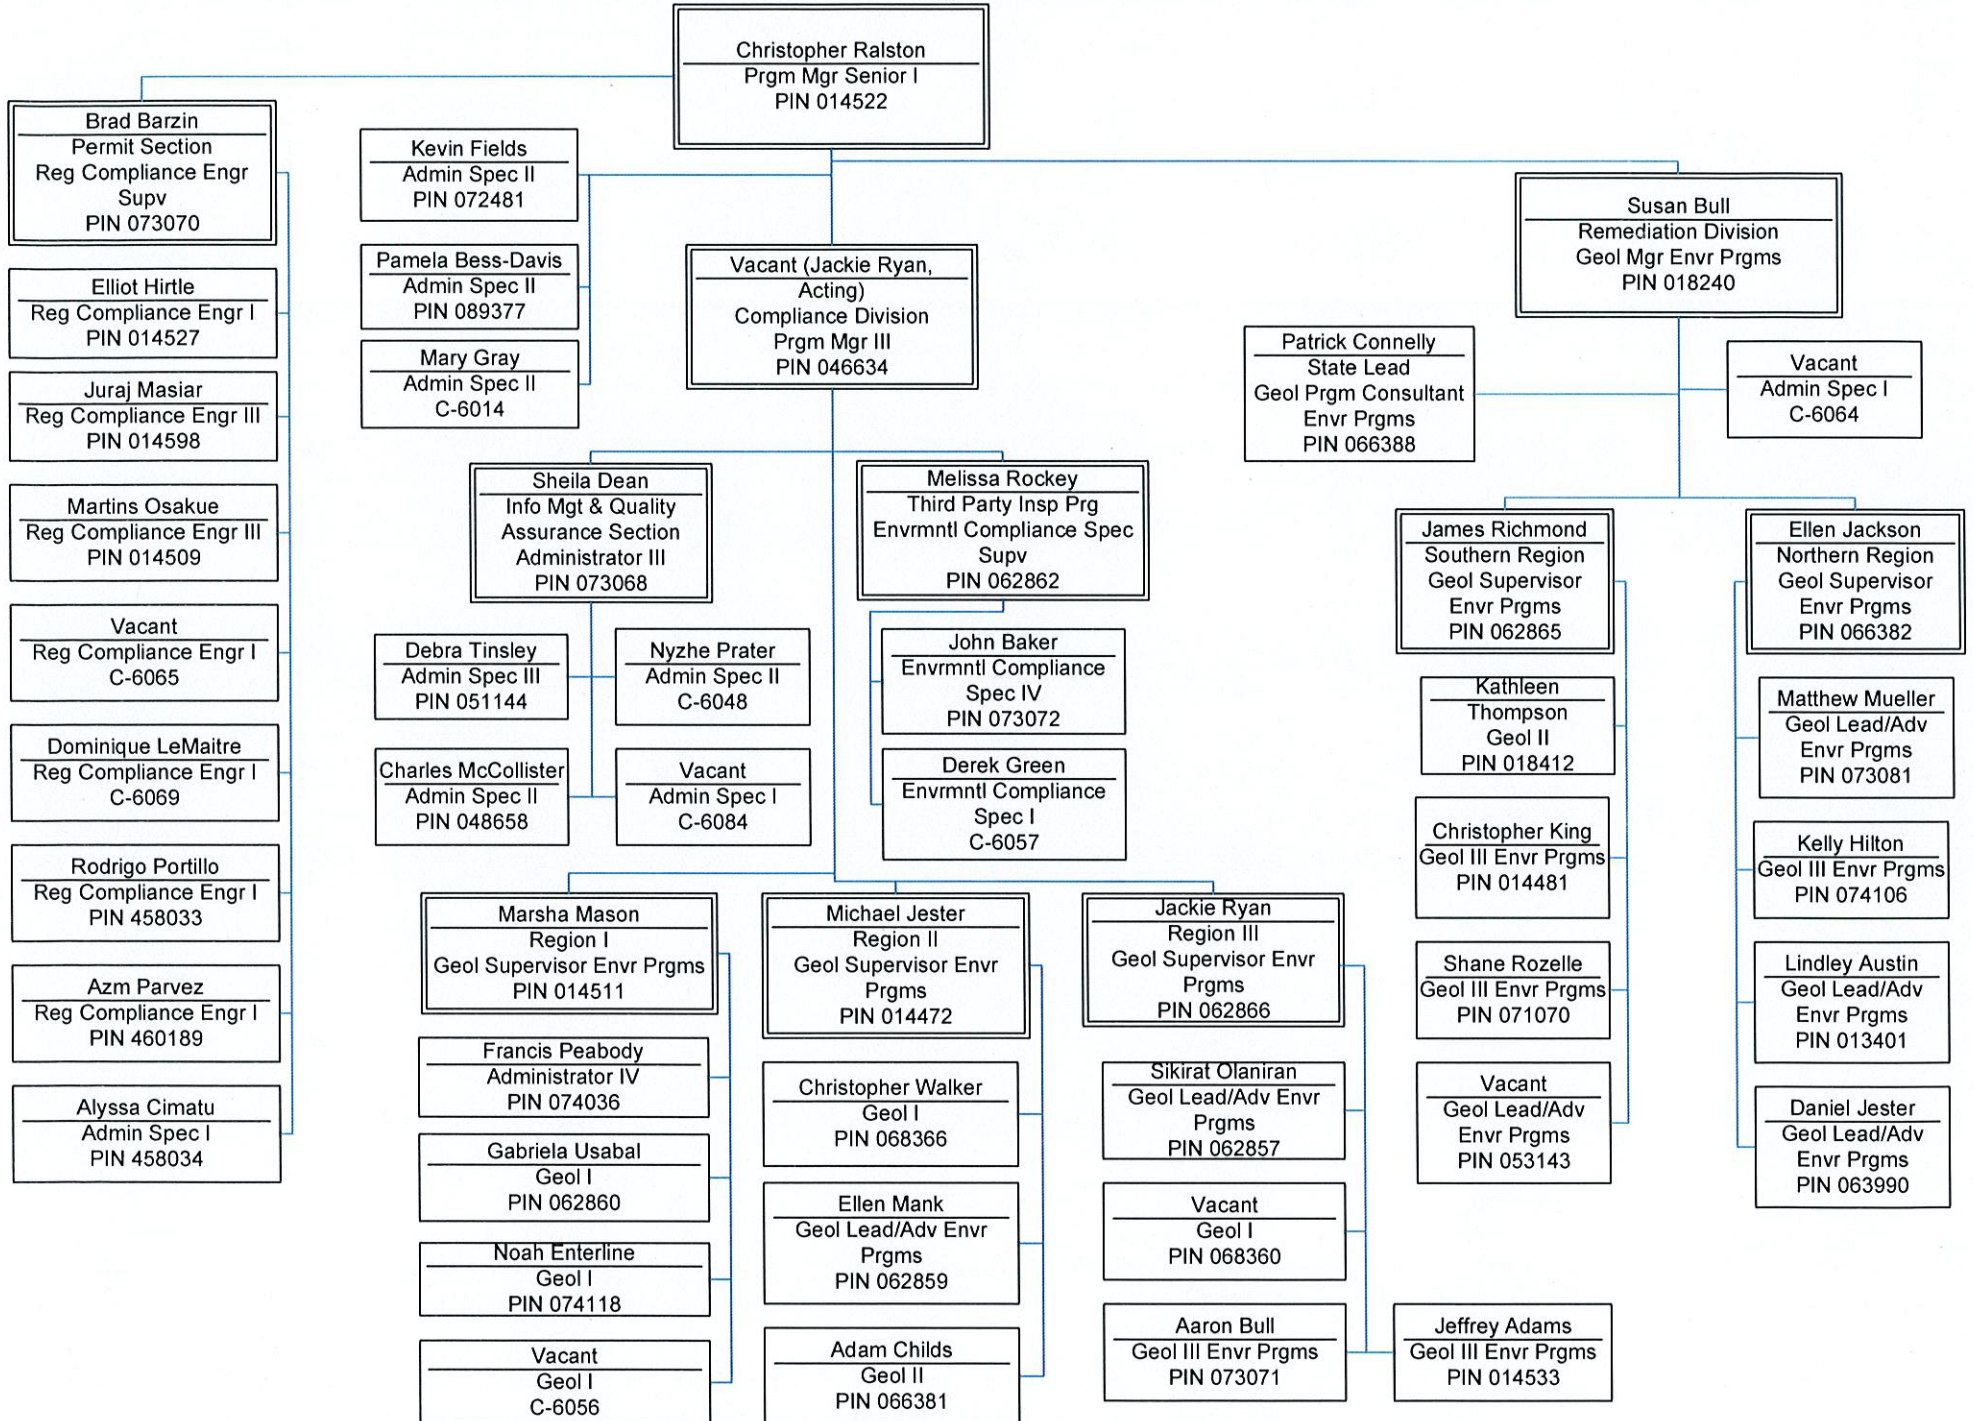 Christopher Ralston
Prgm Mgr Senior I
PIN 014522
Brad Barzin
Permit Section
Reg Compliance Engr
Supv
PIN 073070
Elliot Hirtle
Reg Compliance Engr I
PIN 014527
Juraj Masiar
Reg Compliance Engr III
PIN 014598
Martins Osakue
Reg Compliance Engr III
PIN 014509
Vacant
Reg Compliance Engr I
C-6065
Dominique LeMaitre
Reg Compliance Engr I
C-6069
Rodrigo Portillo
Reg Compliance Engr I
PIN 458033
Azm Parvez
Reg Compliance Engr I
PIN 460189
Alyssa Cimatu
Admin Spec I
PIN 458034
Kevin Fields
Admin Spec II
PIN 072481
Pamela Bess-Davis
Admin Spec II
PIN 089377
Mary Gray
Admin Spec II
C-6014
Vacant (Jackie Ryan,
Acting)
Compliance Division
Prgm Mgr III
PIN 046634
Sheila Dean
Info Mgt & Quality
Assurance Section
Administrator III
PIN 073068
Debra Tinsley
Admin Spec III
PIN 051144
Nyzhe Prater
Admin Spec II
C-6048
Charles McCollister
Admin Spec II
PIN 048658
Vacant
Admin Spec I
C-6084
Melissa Rockey
Third Party Insp Prg
Envrmntl Compliance Spec
Supv
PIN 062862
John Baker
Envrmntl Compliance
Spec IV
PIN 073072
Derek Green
Envrmntl Compliance
Spec I
C-6057
Marsha Mason
Region I
Geol Supervisor Envr Prgms
PIN 014511
Francis Peabody
Administrator IV
PIN 074036
Gabriela Usabal
Geol I
PIN 062860
Noah Enterline
Geol I
PIN 074118
Vacant
Geol I
C-6056
Michael Jester
Region II
Geol Supervisor Envr
Prgms
PIN 014472
Christopher Walker
Geol I
PIN 068366
Ellen Mank
Geol Lead/Adv Envr
Prgms
PIN 062859
Adam Childs
Geol II
PIN 066381
Jackie Ryan
Region III
Geol Supervisor Envr
Prgms
PIN 062866
Sikirat Olaniran
Geol Lead/Adv Envr
Prgms
PIN 062857
Vacant
Geol I
PIN 068360
Aaron Bull
Geol III Envr Prgms
PIN 073071
Jeffrey Adams
Geol III Envr Prgms
PIN 014533
Susan Bull
Remediation Division
Geol Mgr Envr Prgms
PIN 018240
Patrick Connelly
State Lead
Geol Prgm Consultant
Envr Prgms
PIN 066388
Vacant
Admin Spec I
C-6064
James Richmond
Southern Region
Geol Supervisor
Envr Prgms
PIN 062865
Kathleen
Thompson
Geol II
PIN 018412
Christopher King
Geol III Envr Prgms
PIN 014481
Shane Rozelle
Geol III Envr Prgms
PIN 071070
Vacant
Geol Lead/Adv
Envr Prgms
PIN 053143
Ellen Jackson
Northern Region
Geol Supervisor
Envr Prgms
PIN 066382
Matthew Mueller
Geol Lead/Adv
Envr Prgms
PIN 073081
Kelly Hilton
Geol III Envr Prgms
PIN 074106
Lindley Austin
Geol Lead/Adv
Envr Prgms
PIN 013401
Daniel Jester
Geol Lead/Adv
Envr Prgms
PIN 063990